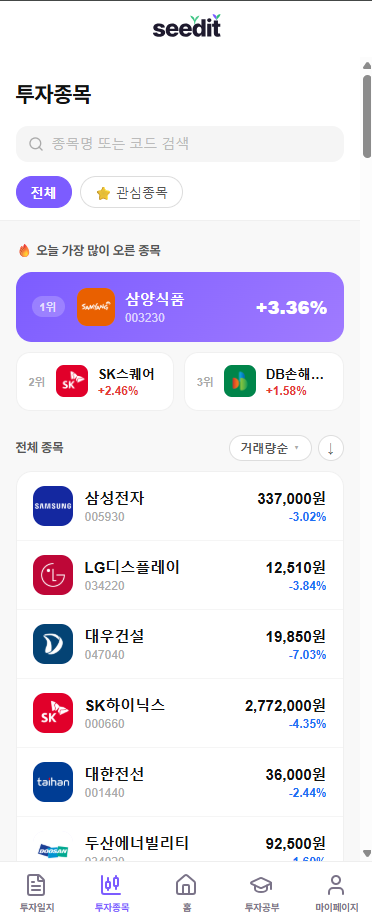 seedit
투자종목
종목명 또는 코드 검색
전체
관심종목
오늘 가장 많이 오른 종목
1위
SAMYANG
삼양식품
003230
+3.36%
2위
SK
SK스퀘어
+2.46%
3위
DB손해...
+1.58%
전체 종목
거래량순
↓
SAMSUNG
삼성전자
005930
337,000원
-3.02%
LG
LG디스플레이
034220
12,510원
-3.84%
대우건설
047040
19,850원
-7.03%
SK
SK하이닉스
000660
2,772,000원
-4.35%
taihan
대한전선
001440
36,000원
-2.44%
DOOSAN
두산에너빌리티
92,500원
투자일지
투자종목
홈
투자공부
마이페이지